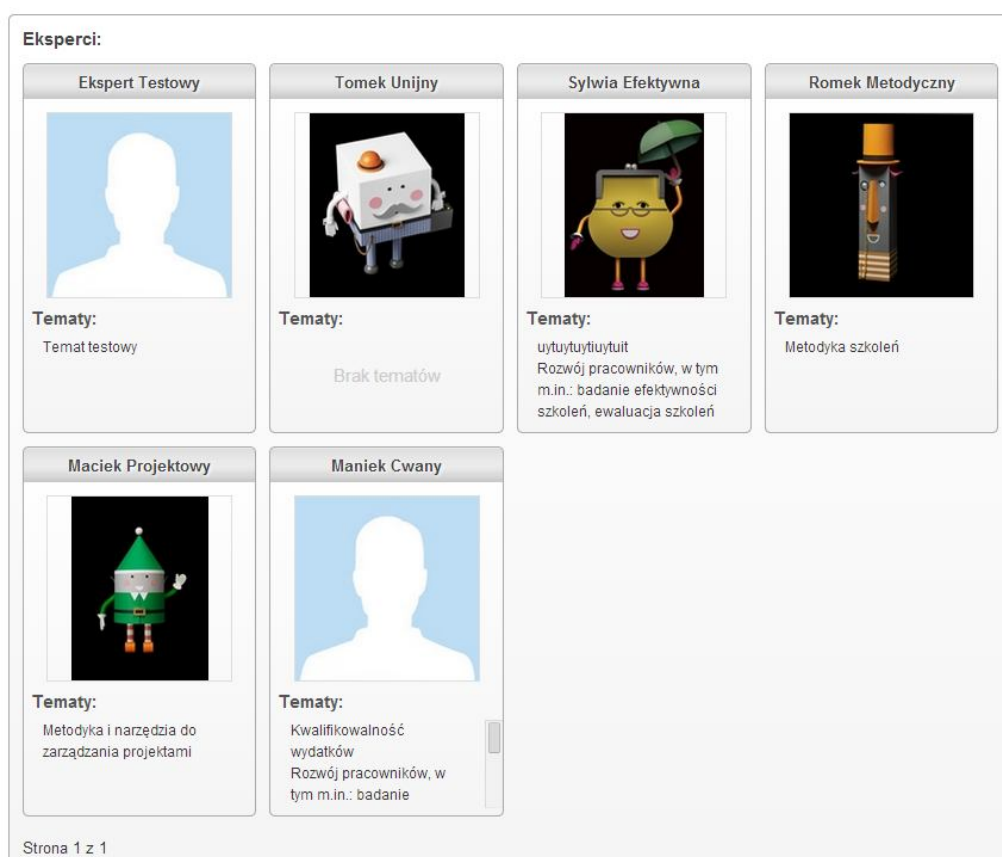 Eksperci:
Ekspert Testowy
Tematy:
Temat testowy
Tomek Unijny
Tematy:
Brak tematów
Sylwia Efektywna
Tematy:
uytuytuytiuytuit
Rozwój pracowników, w tym
m.in.: badanie efektywności
szkoleń, ewaluacja szkoleń
Romek Metodyczny
Tematy:
Metodyka szkoleń
Maciek Projektowy
Tematy:
Metodyka i narzędzia do
zarządzania projektami
Maniek Cwany
Tematy:
Kwalifikowalność
wydatków
Rozwój pracowników, w
tym m.in.: badanie
Strona 1 z 1